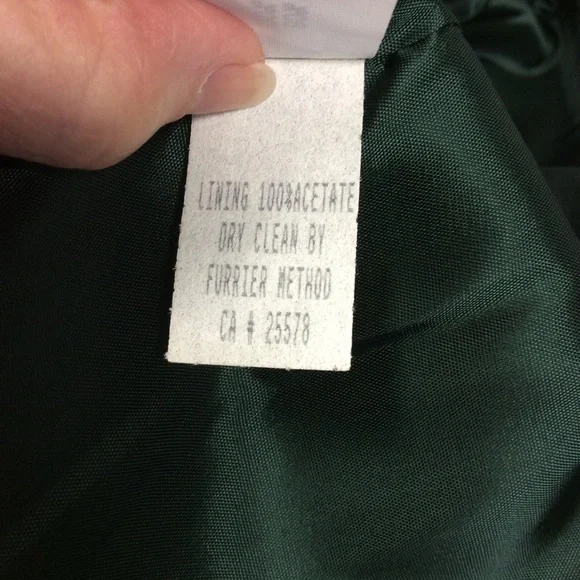 LINING 100%ACETATE
DRY CLEAN BY
FURRIER METHOD
CA # 25578